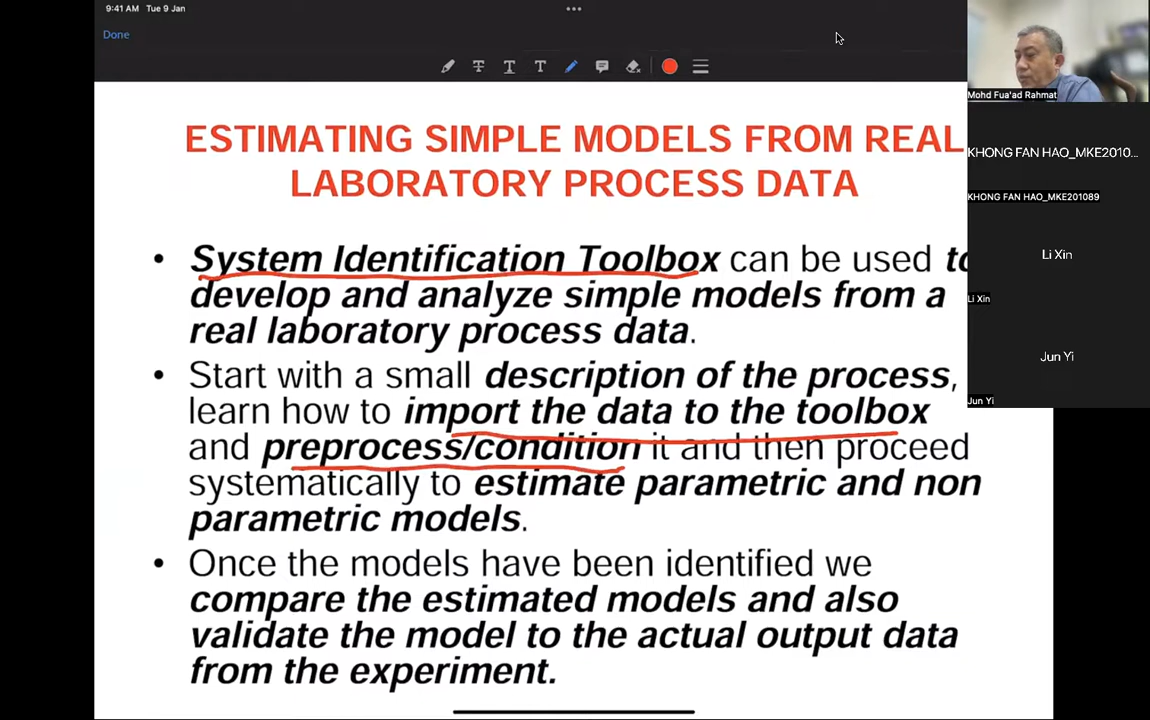 9:41 AM Tue 9 Jan
Done
ESTIMATING SIMPLE MODELS FROM REAL
LABORATORY PROCESS DATA
• System Identification Toolbox can be used to
develop and analyze simple models from a
real laboratory process data.
• Start with a small description of the process,
learn how to import the data to the toolbox
and preprocess/condition it and then proceed
systematically to estimate parametric and non
parametric models.
• Once the models have been identified we
compare the estimated models and also
validate the model to the actual output data
from the experiment.
Mohd Fua'ad Rahmat
KHONG FAN HAO_MKE2010...
KHONG FAN HAO_MKE201089
Li Xin
Li Xin
Jun Yi
Jun Yi